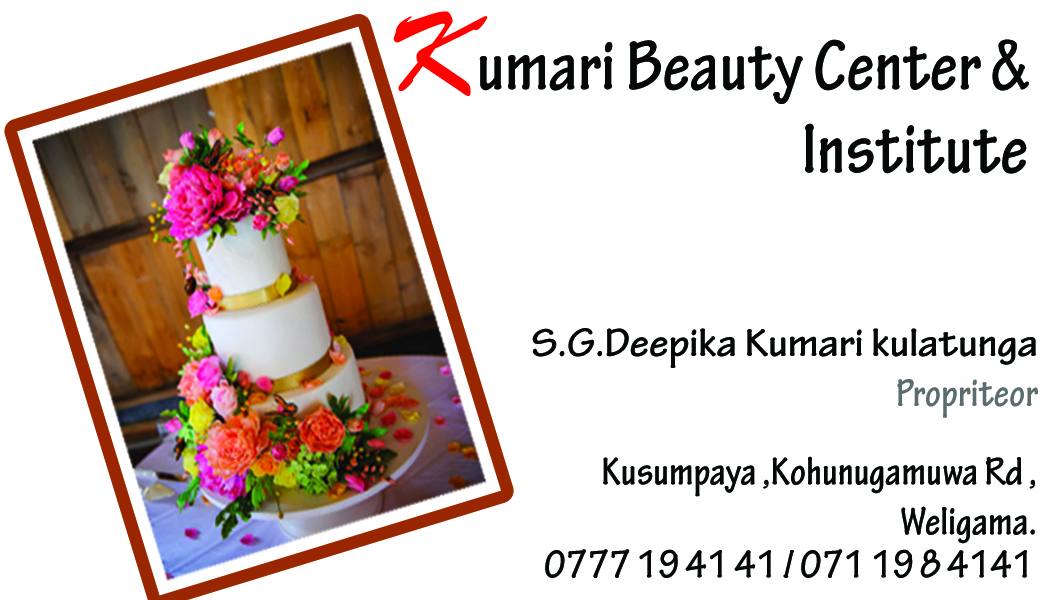 Kumari Beauty Center &
Institute
S.G.Deepika Kumari kulatunga
Propriteor
Kusumpaya ,Kohunugamuwa Rd ,
Weligama.
0777 19 41 41 / 071 19 8 4141